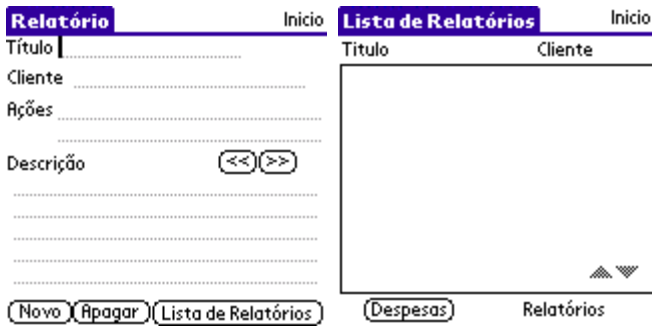 Relatório Inicio
Título
Cliente
Ações
Descrição << >>
Novo Apagar Lista de Relatórios
Lista de Relatórios Inicio
Titulo Cliente
Despesas Relatórios